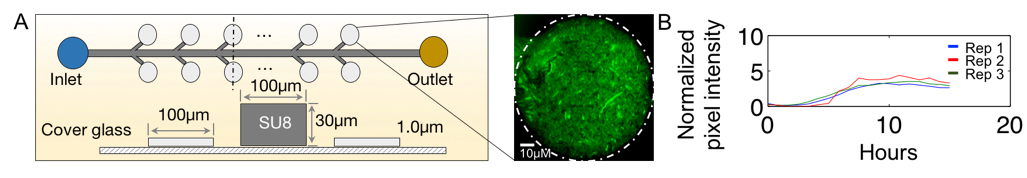 A
...
Inlet
Outlet
...
100μm
100μm
SU8
30μm
Cover glass
1.0μm
10μM
B
Normalized
pixel intensity
10
5
0
Rep 1
Rep 2
Rep 3
0
10
20
Hours